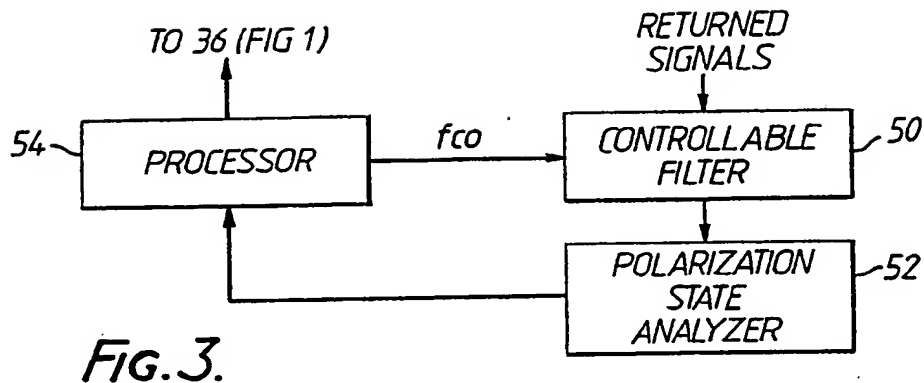 TO 36 (FIG 1)
RETURNED
SIGNALS
54
PROCESSOR
fco
CONTROLLABLE
FILTER
50
POLARIZATION
STATE
ANALYZER
52
FIG. 3.